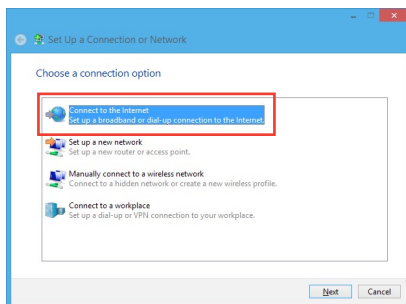 Set Up a Connection or Network
Choose a connection option
Connect to the Internet
Set up a broadband or dial-up connection to the Internet.
Set up a new network
Set up a new router or access point.
Manually connect to a wireless network
Connect to a hidden network or create a new wireless profile.
Connect to a workplace
Set up a dial-up or VPN connection to your workplace.
Next Cancel